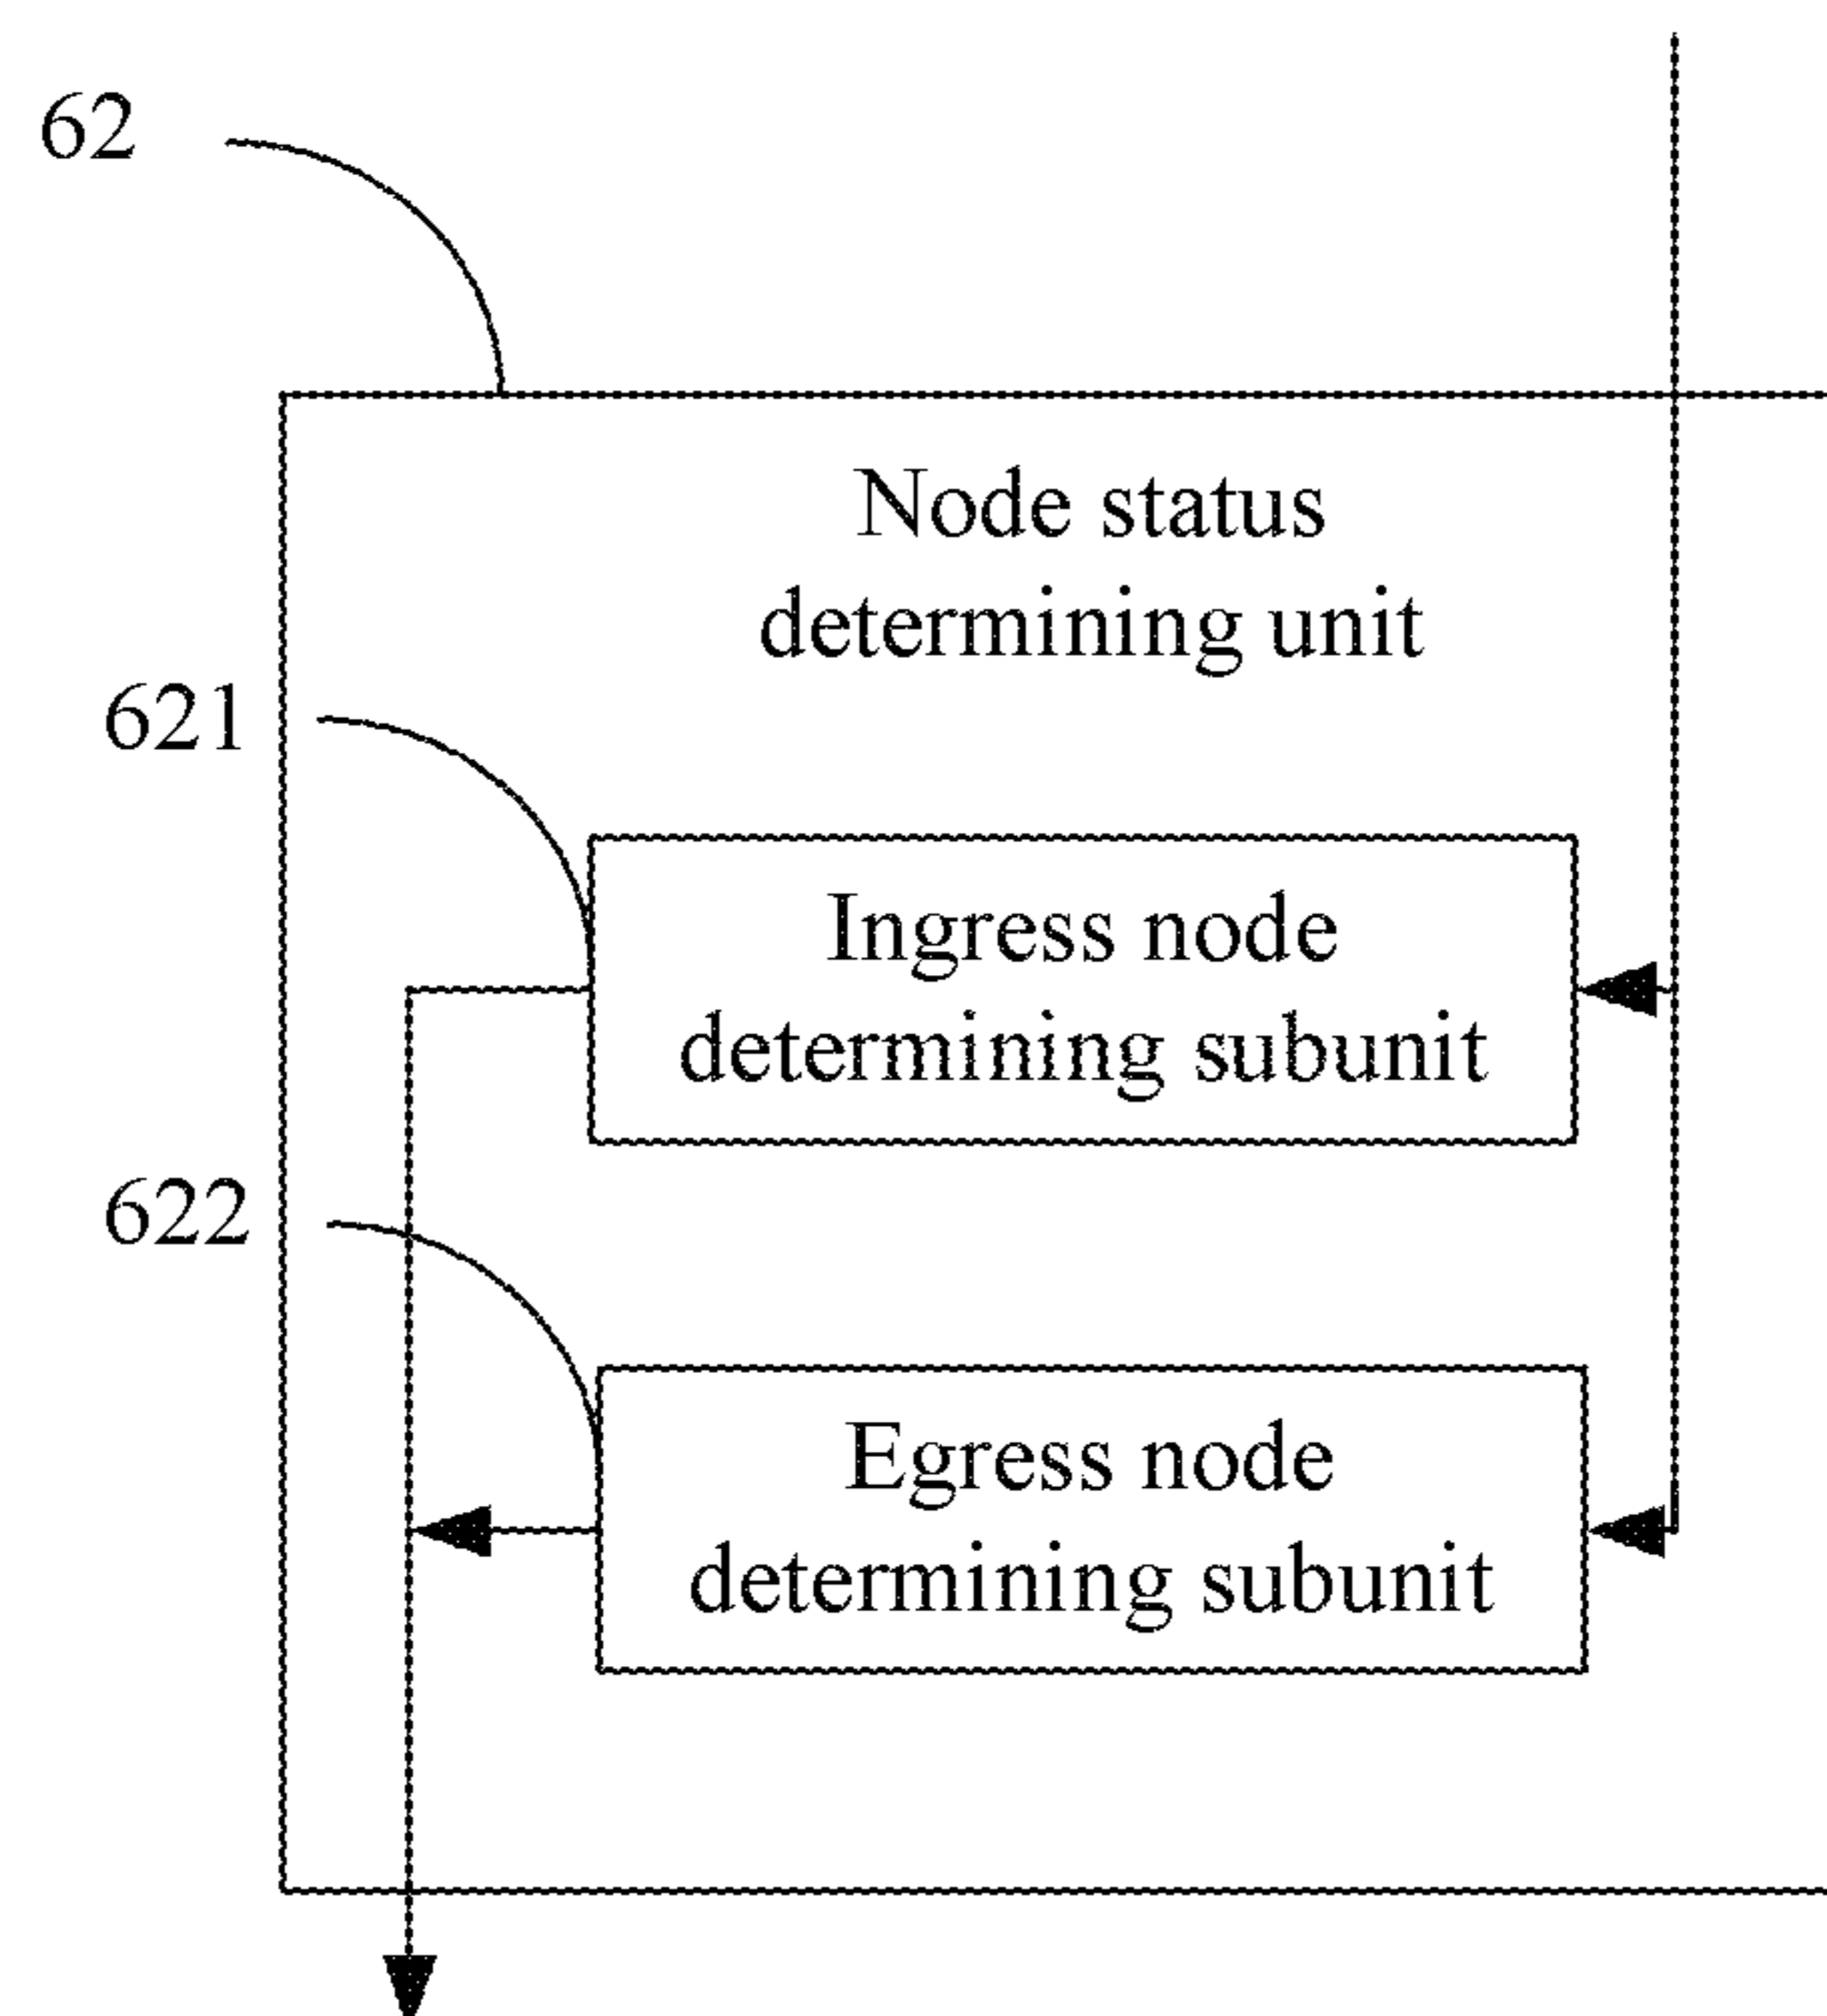 62
Node status
determining unit
621
Ingress node
determining subunit
622
Egress node
determining subunit